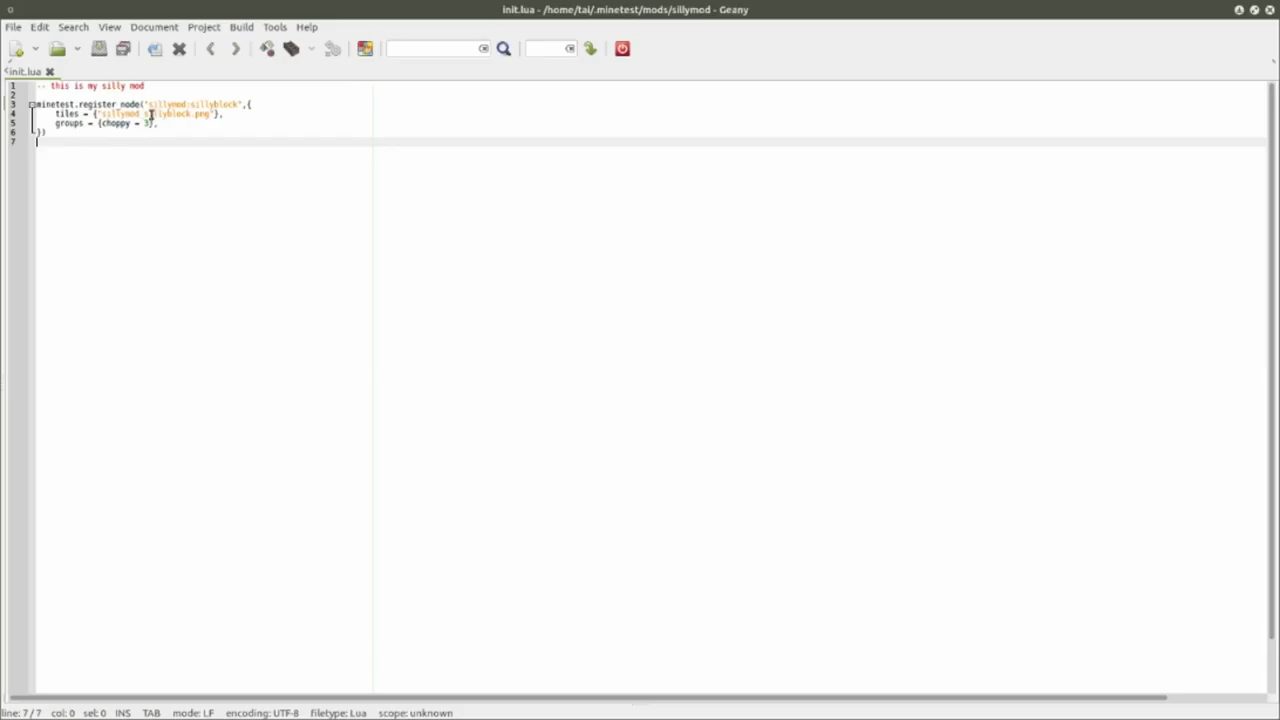 init.lua - /home/tai/.minetest/mods/sillymod - Geany
File Edit Search View Document Project Build Tools Help
init.lua
1 -- this is my silly mod
2
3 minetest.register_node("sillymod:sillyblock",{
4 tiles = {"sillymod_sillyblock.png"},
5 groups = {choppy = 3},
6 })
7
line: 7 / 7 col: 0 sel: 0 INS TAB mode: LF encoding: UTF-8 filetype: Lua scope: unknown